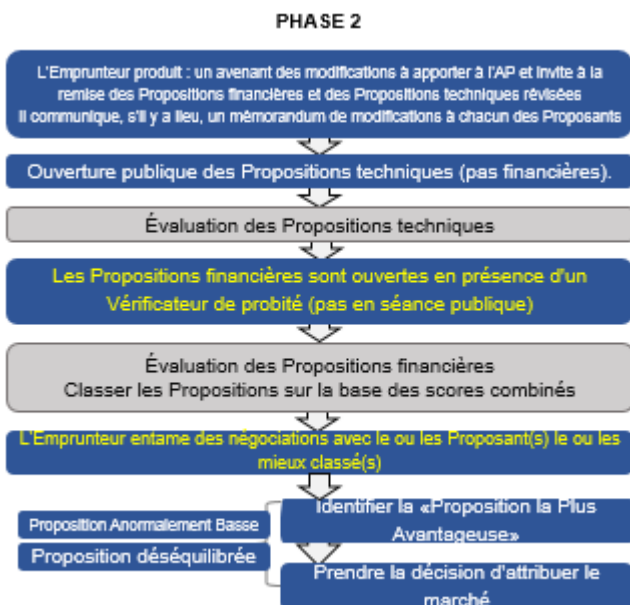 PHASE 2
L'Emprunteur produit : un avenant des modifications à apporter à l'AP et invite à la
remise des Propositions financières et des Propositions techniques révisées
Il communique, s'il y a lieu, un mémorandum de modifications à chacun des Proposants
Ouverture publique des Propositions techniques (pas financières).
Évaluation des Propositions techniques
Les Propositions financières sont ouvertes en présence d'un
Vérificateur de probité (pas en séance publique)
Évaluation des Propositions financières
Classer les Propositions sur la base des scores combinés
L'Emprunteur entame des négociations avec le ou les Proposant(s) le ou les
mieux classé(s)
Identifier la «Proposition la Plus
Avantageuse»
Proposition Anormalement Basse
Proposition déséquilibrée
Prendre la décision d'attribuer le
marché